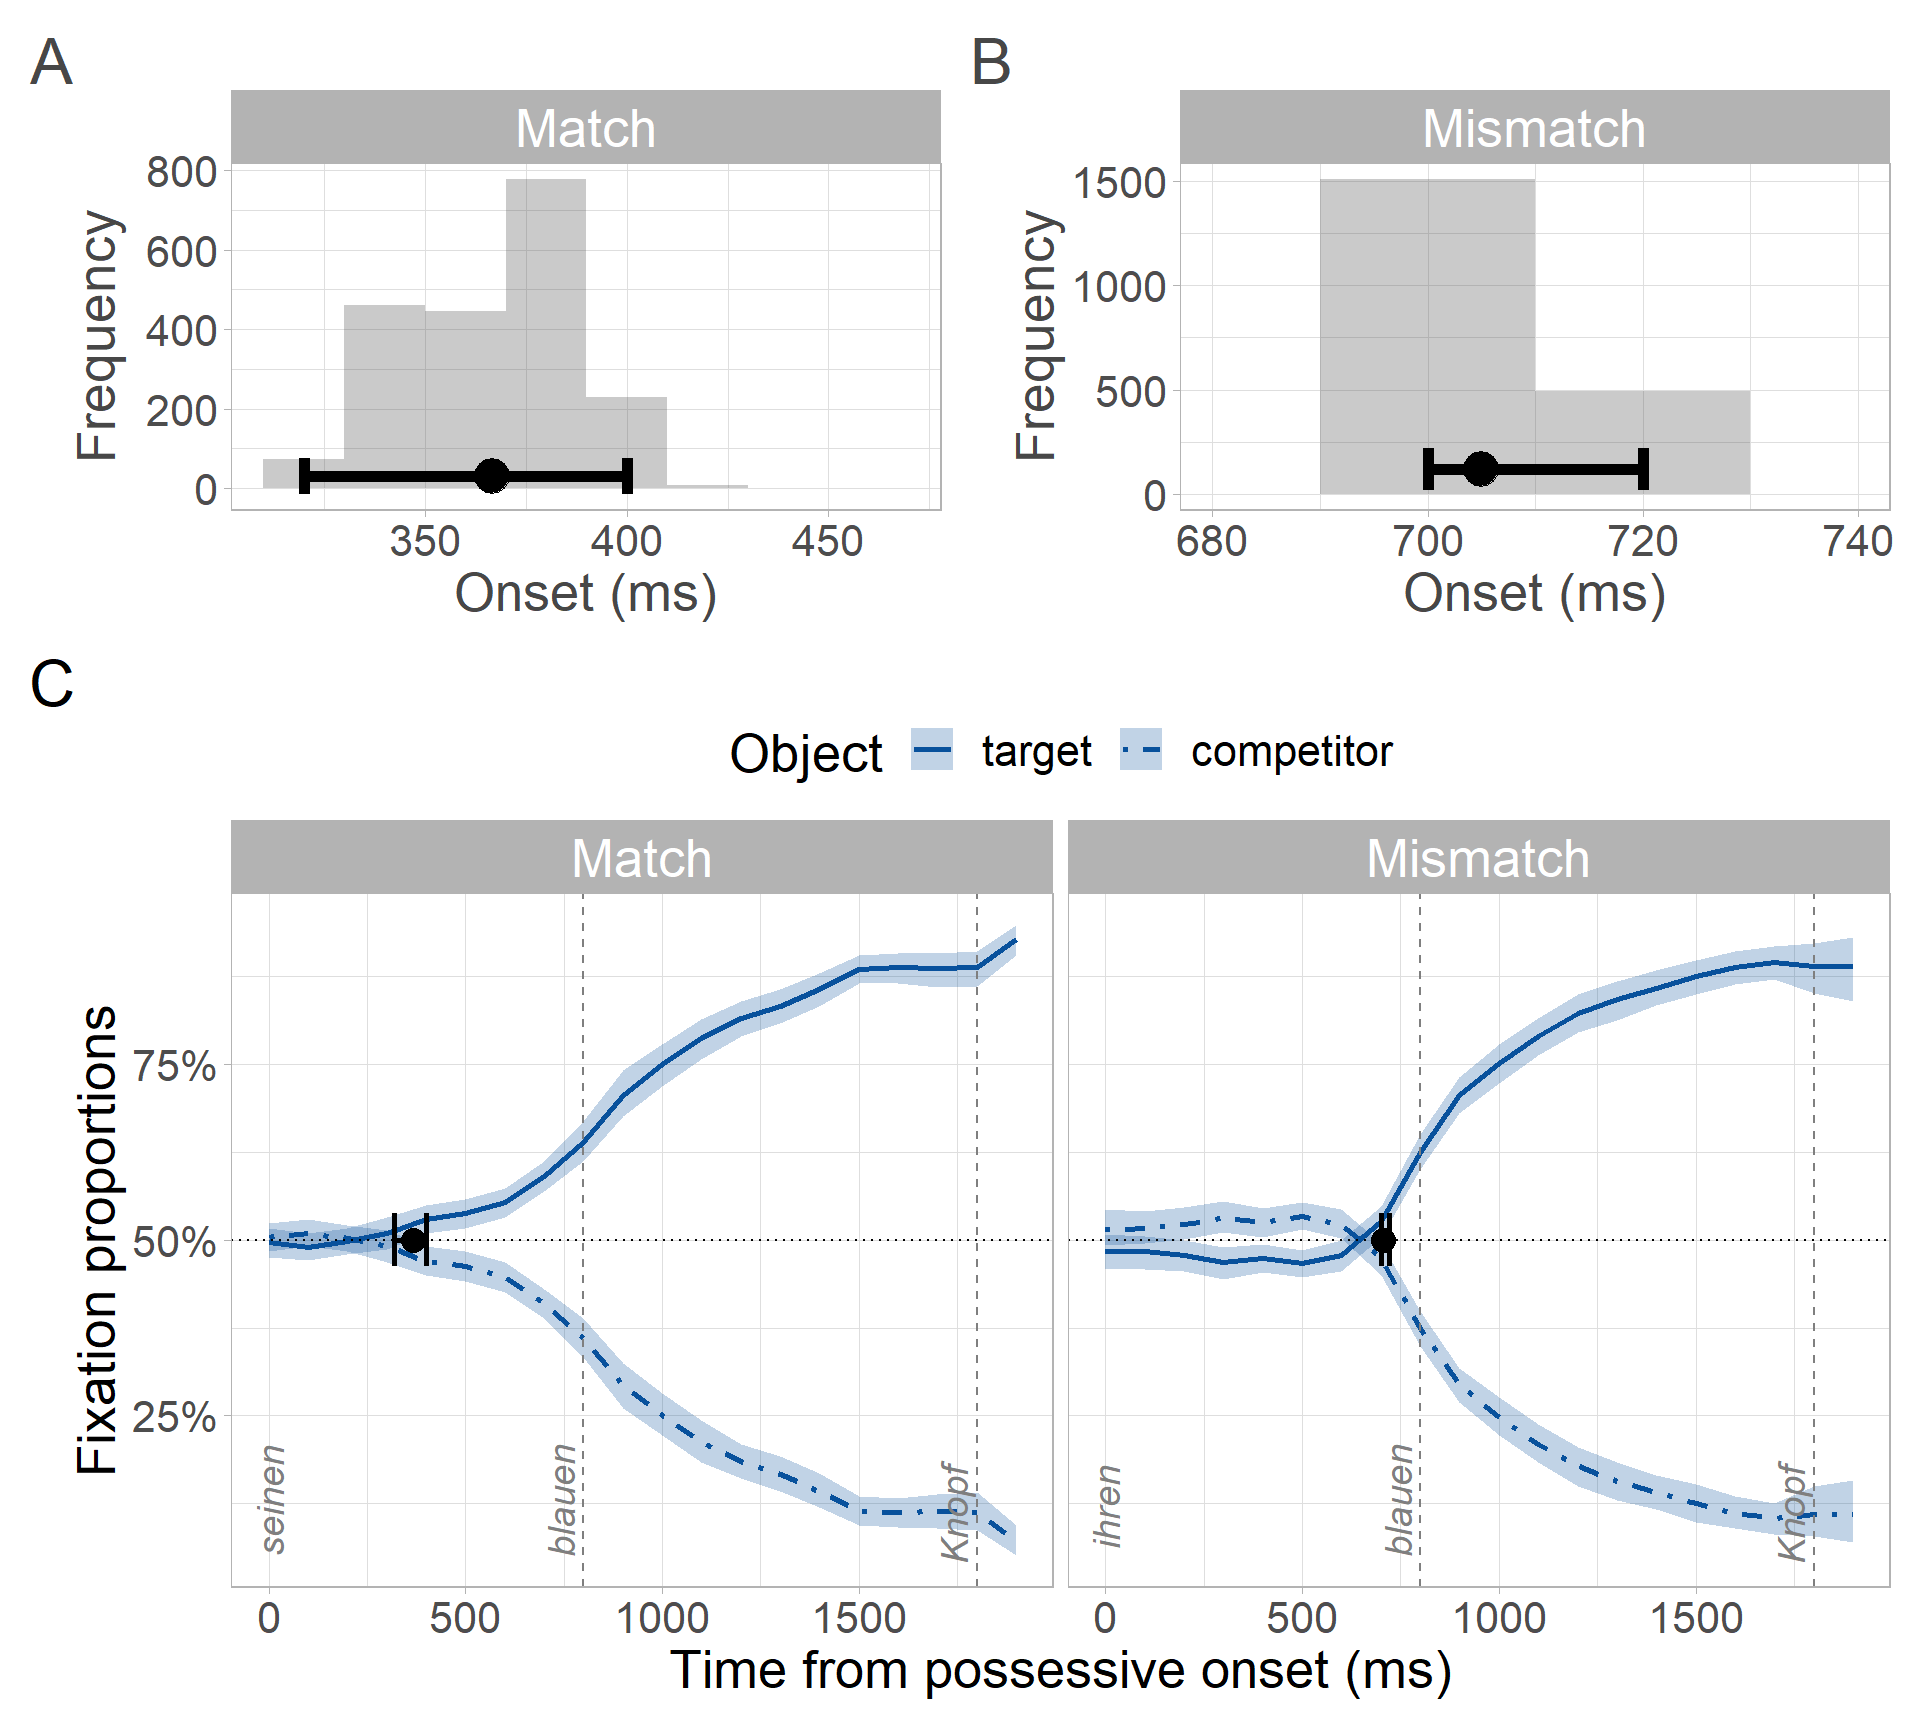 A
Match
800
600
400
200
0
Frequency
350 400 450
Onset (ms)
B
Mismatch
1500
1000
500
0
Frequency
680 700 720 740
Onset (ms)
C
Object target competitor
Match
Mismatch
75%
50%
25%
Fixation proportions
seinen
blauen
Knopf
ihren
blauen
Knopf
0 500 1000 1500
0 500 1000 1500
Time from possessive onset (ms)